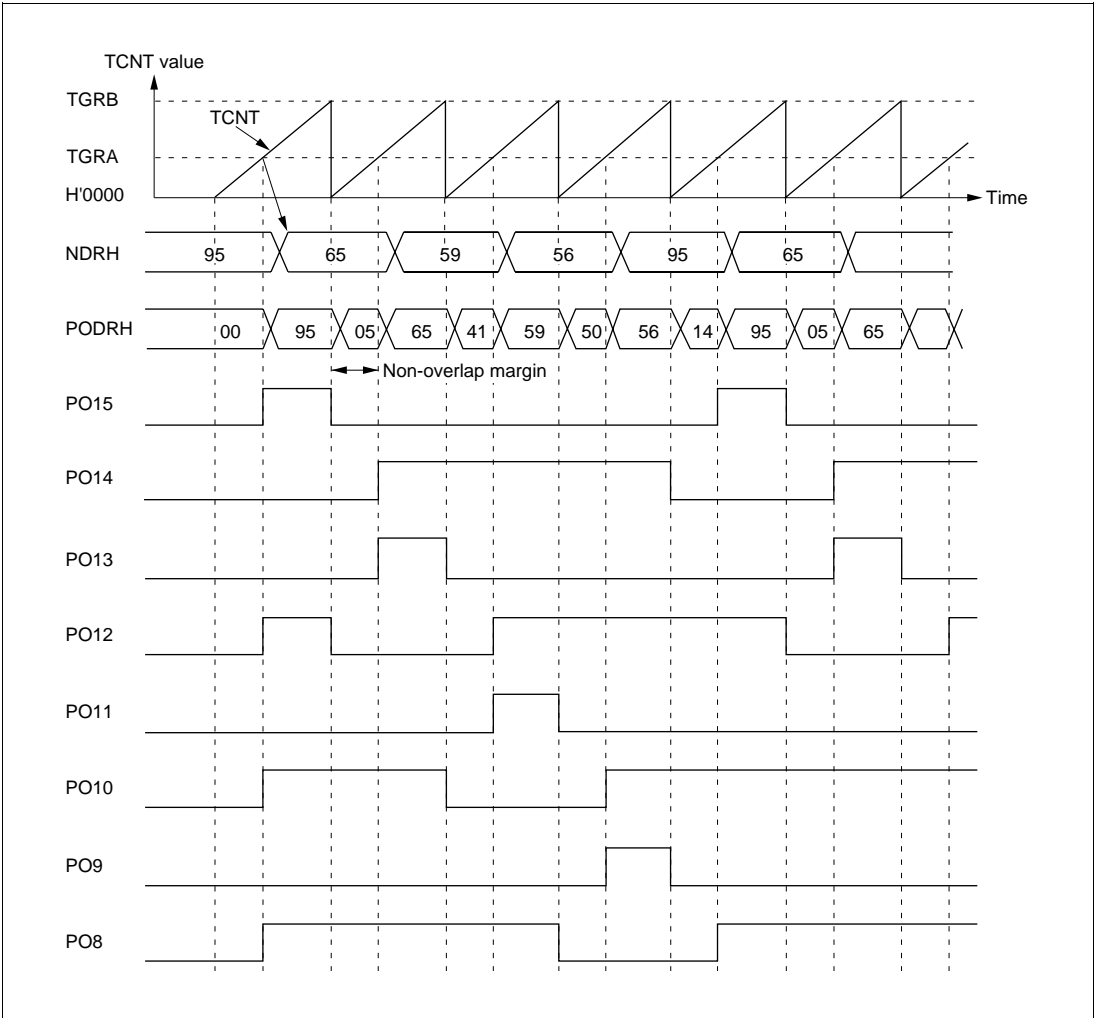 TCNT value
TGRB
TCNT
TGRA
H'0000
Time
NDRH 95 65 59 56 95 65
PODRH 00 95 05 65 41 59 50 56 14 95 05 65
Non-overlap margin
PO15
PO14
PO13
PO12
PO11
PO10
PO9
PO8